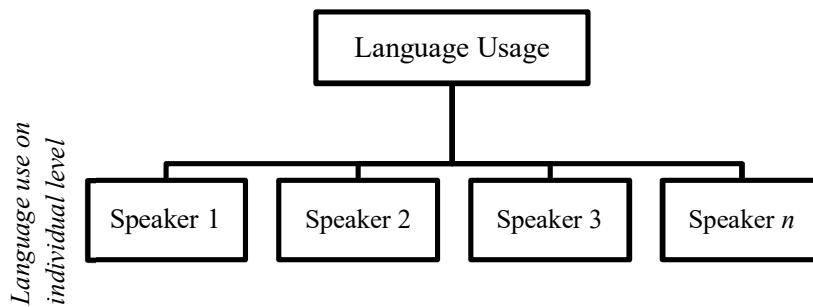 Language Usage
Language use on
individual level
Speaker 1
Speaker 2
Speaker 3
Speaker n